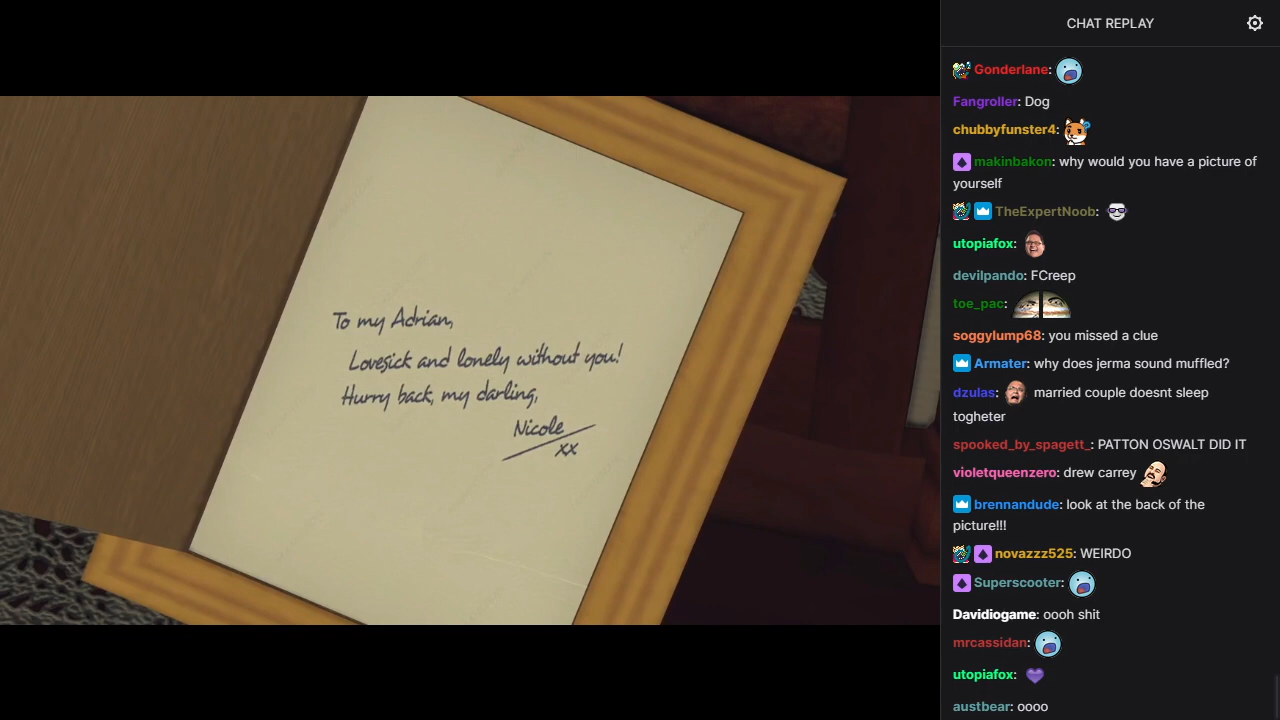 CHAT REPLAY
Gonderlane:
Fangroller: Dog
chubbyfunster4:
makinbakon: why would you have a picture of
yourself
TheExpertNoob:
utopiafox:
devilpando: FCreep
toe_pac:
soggylump68: you missed a clue
Armater: why does jerma sound muffled?
dzulas: married couple doesnt sleep
togheter
spooked_by_spagett_: PATTON OSWALT DID IT
violetqueenzero: drew carrey
brennandude: look at the back of the
picture!!!
novazzz525: WEIRDO
Superscooter:
Davidiogame: oooh shit
mrcassidan:
utopiafox:
austbear: oooo
To my Adrian,
Lovesick and lonely without you!
Hurry back, my darling,
Nicole
xx